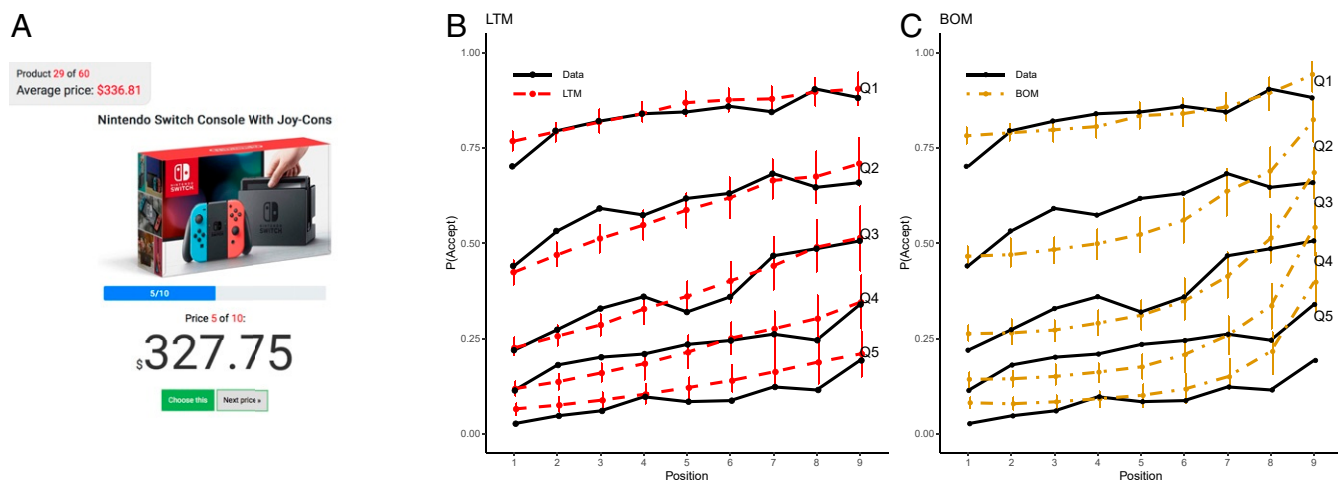 A
Product 29 of 60
Average price: $336.81
Nintendo Switch Console With Joy-Cons
NINTENDO
SWITCH
NINTENDO
SWITCH
5/10
Price 5 of 10:
$327.75
Choose this
Next price »
B
LTM
1.00
0.75
0.50
0.25
0.00
P(Accept)
Data
LTM
Q1
Q2
Q3
Q4
Q5
1 2 3 4 5 6 7 8 9
Position
C
BOM
1.00
0.75
0.50
0.25
0.00
P(Accept)
Data
BOM
Q1
Q2
Q3
Q4
Q5
1 2 3 4 5 6 7 8 9
Position